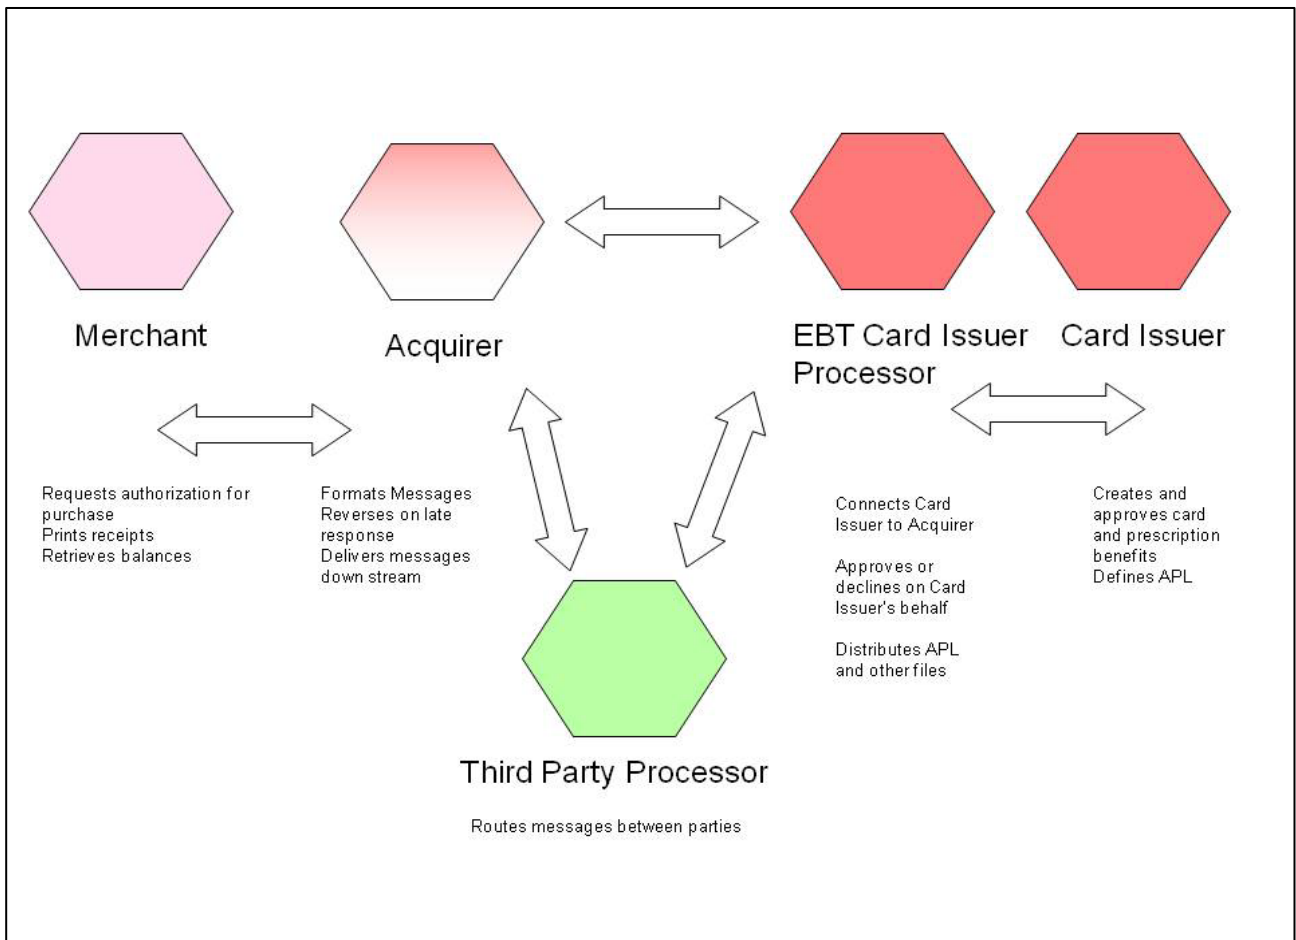 Merchant
Acquirer
EBT Card Issuer
Processor
Card Issuer
Requests authorization for
purchase
Prints receipts
Retrieves balances
Formats Messages
Reverses on late
response
Delivers messages
down stream
Connects Card
Issuer to Acquirer
Approves or
declines on Card
Issuer's behalf
Distributes APL
and other files
Creates and
approves card
and prescription
benefits
Defines APL
Third Party Processor
Routes messages between parties